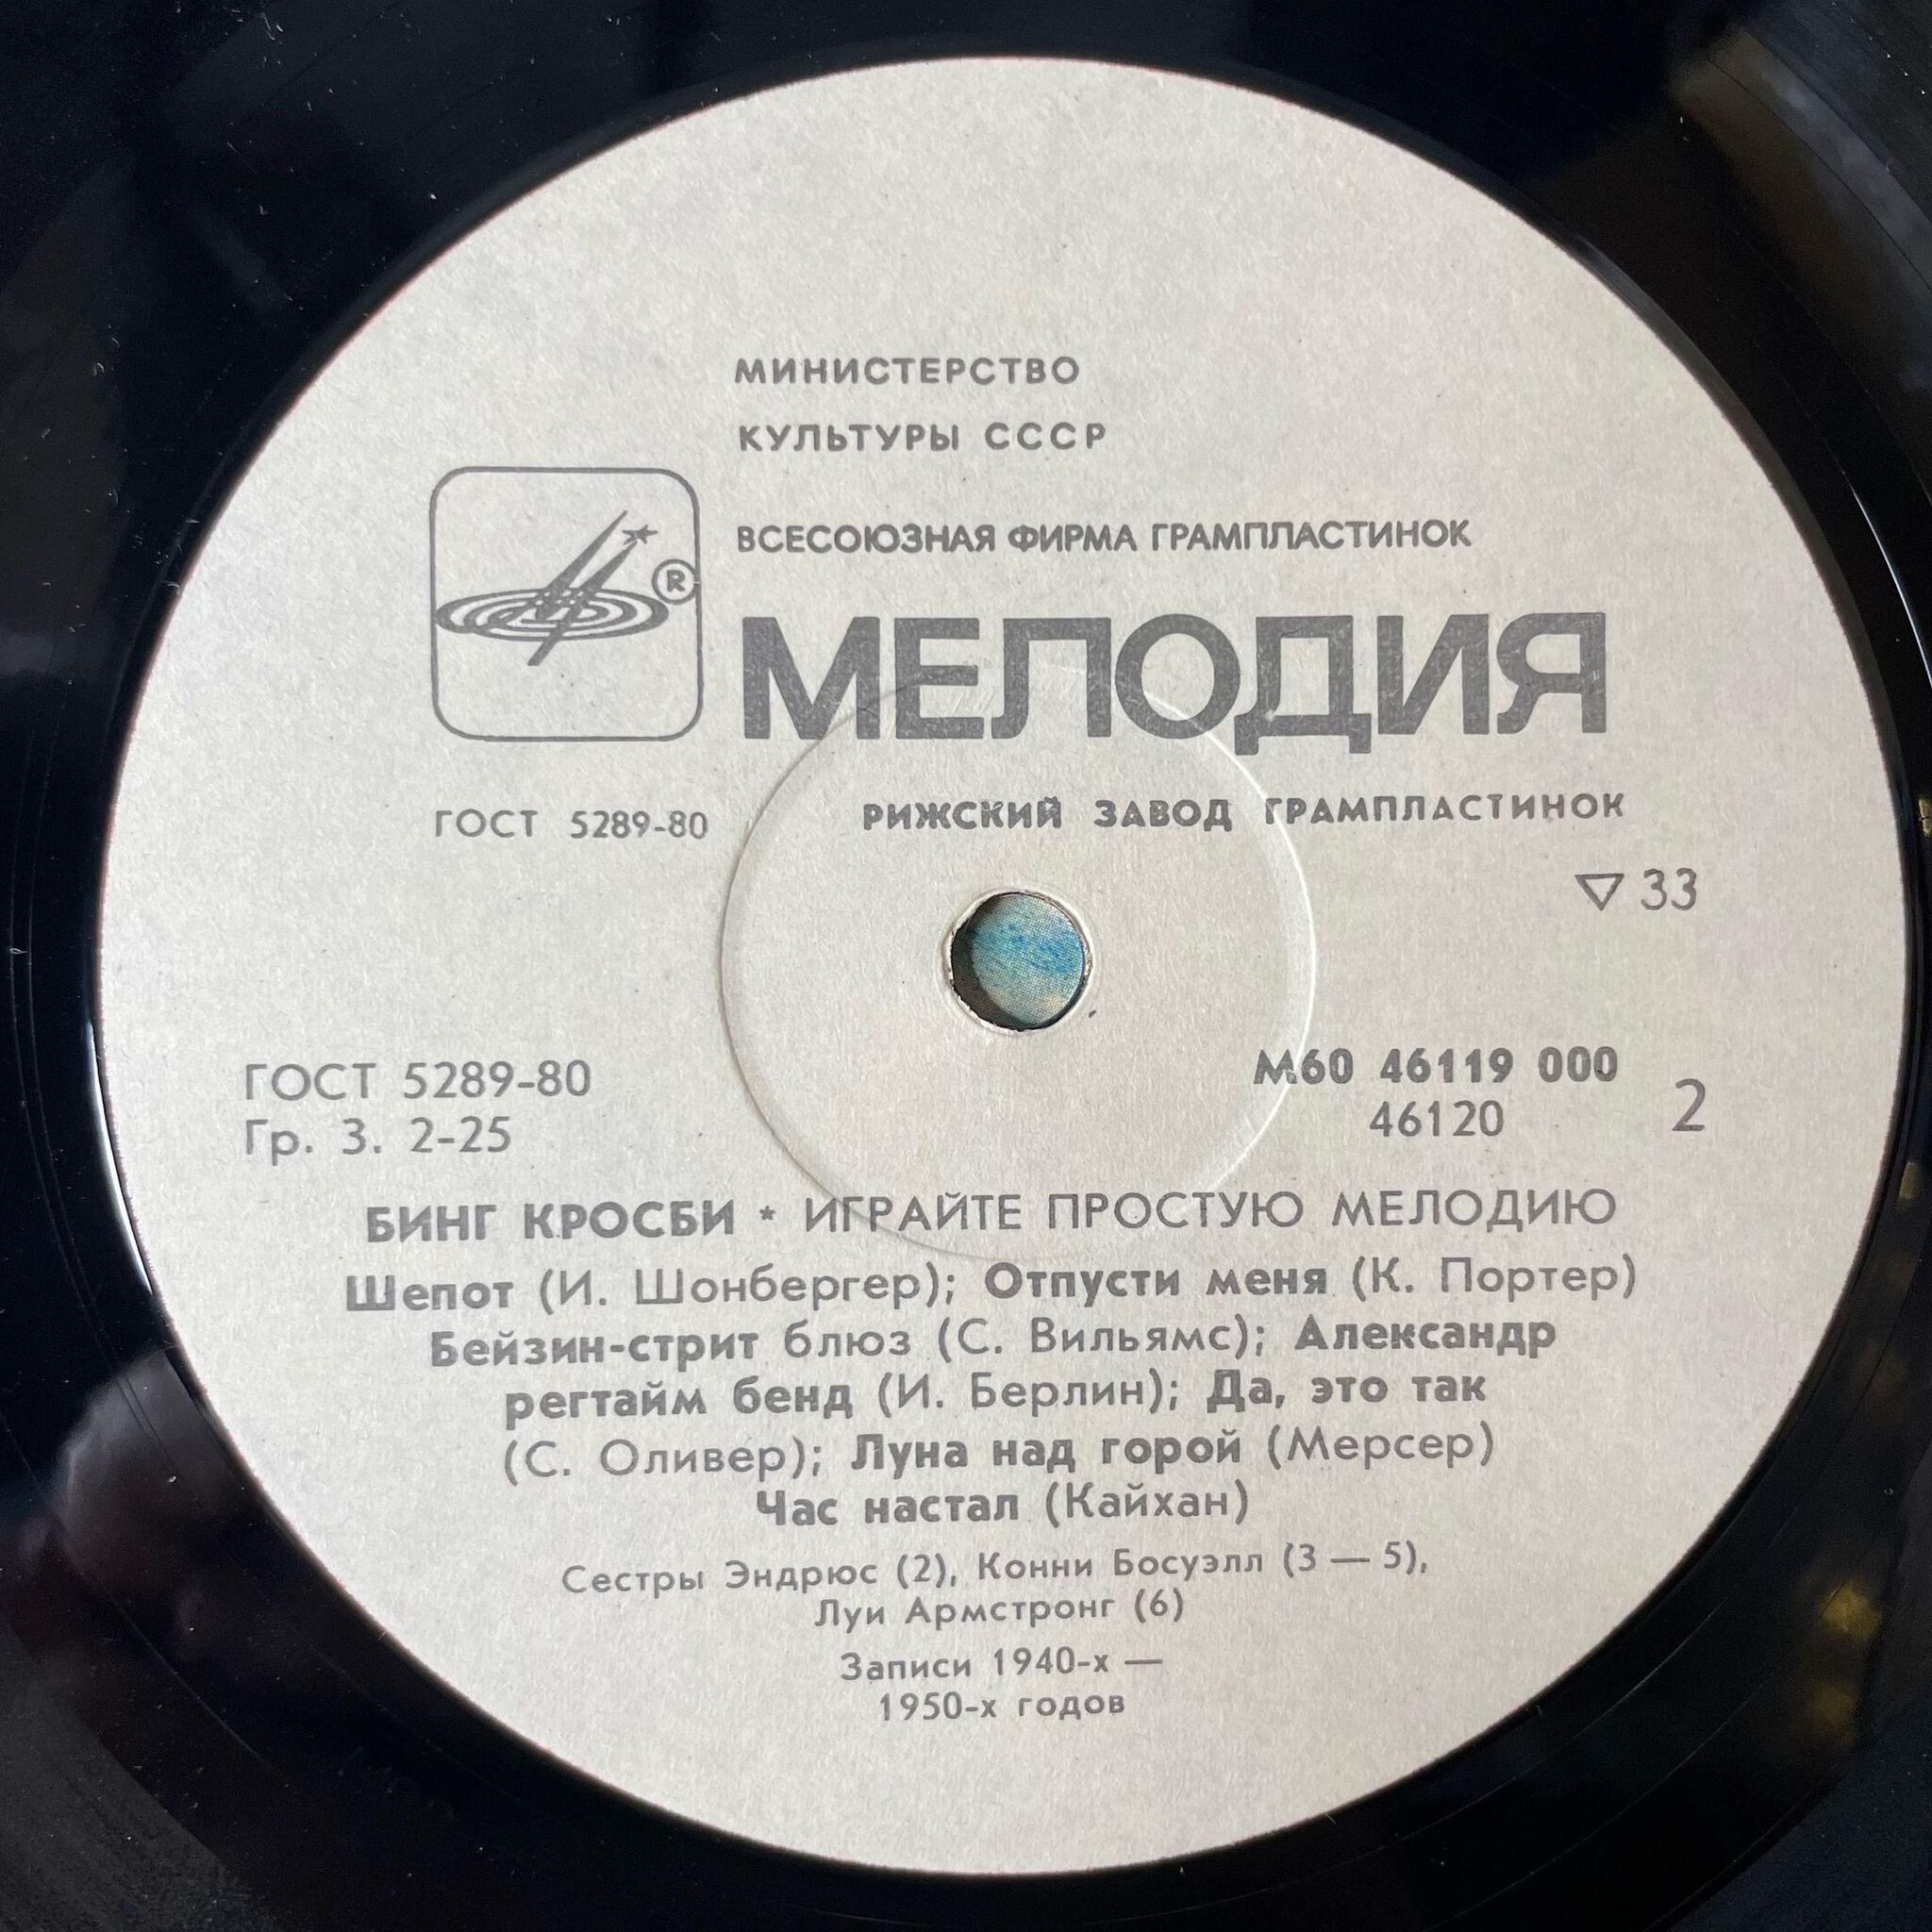 МИНИСТЕРСТВО
КУЛЬТУРЫ СССР
ВСЕСОЮЗНАЯ ФИРМА ГРАМПЛАСТИНОК
®
МЕЛОДИЯ
ГОСТ 5289-80
РИЖСКИЙ ЗАВОД ГРАМПЛАСТИНОК
▽ 33
ГОСТ 5289-80
Гр. 3. 2-25
М60 46119 000
46120
2
БИНГ КРОСБИ * ИГРАЙТЕ ПРОСТУЮ МЕЛОДИЮ
Шепот (И. Шонбергер); Отпусти меня (К. Портер)
Бейзин-стрит блюз (С. Вильямс); Александр
регтайм бенд (И. Берлин); Да, это так
(С. Оливер); Луна над горой (Мерсер)
Час настал (Кайхан)
Сестры Эндрюс (2), Конни Босуэлл (3 — 5),
Луи Армстронг (6)
Записи 1940-х —
1950-х годов